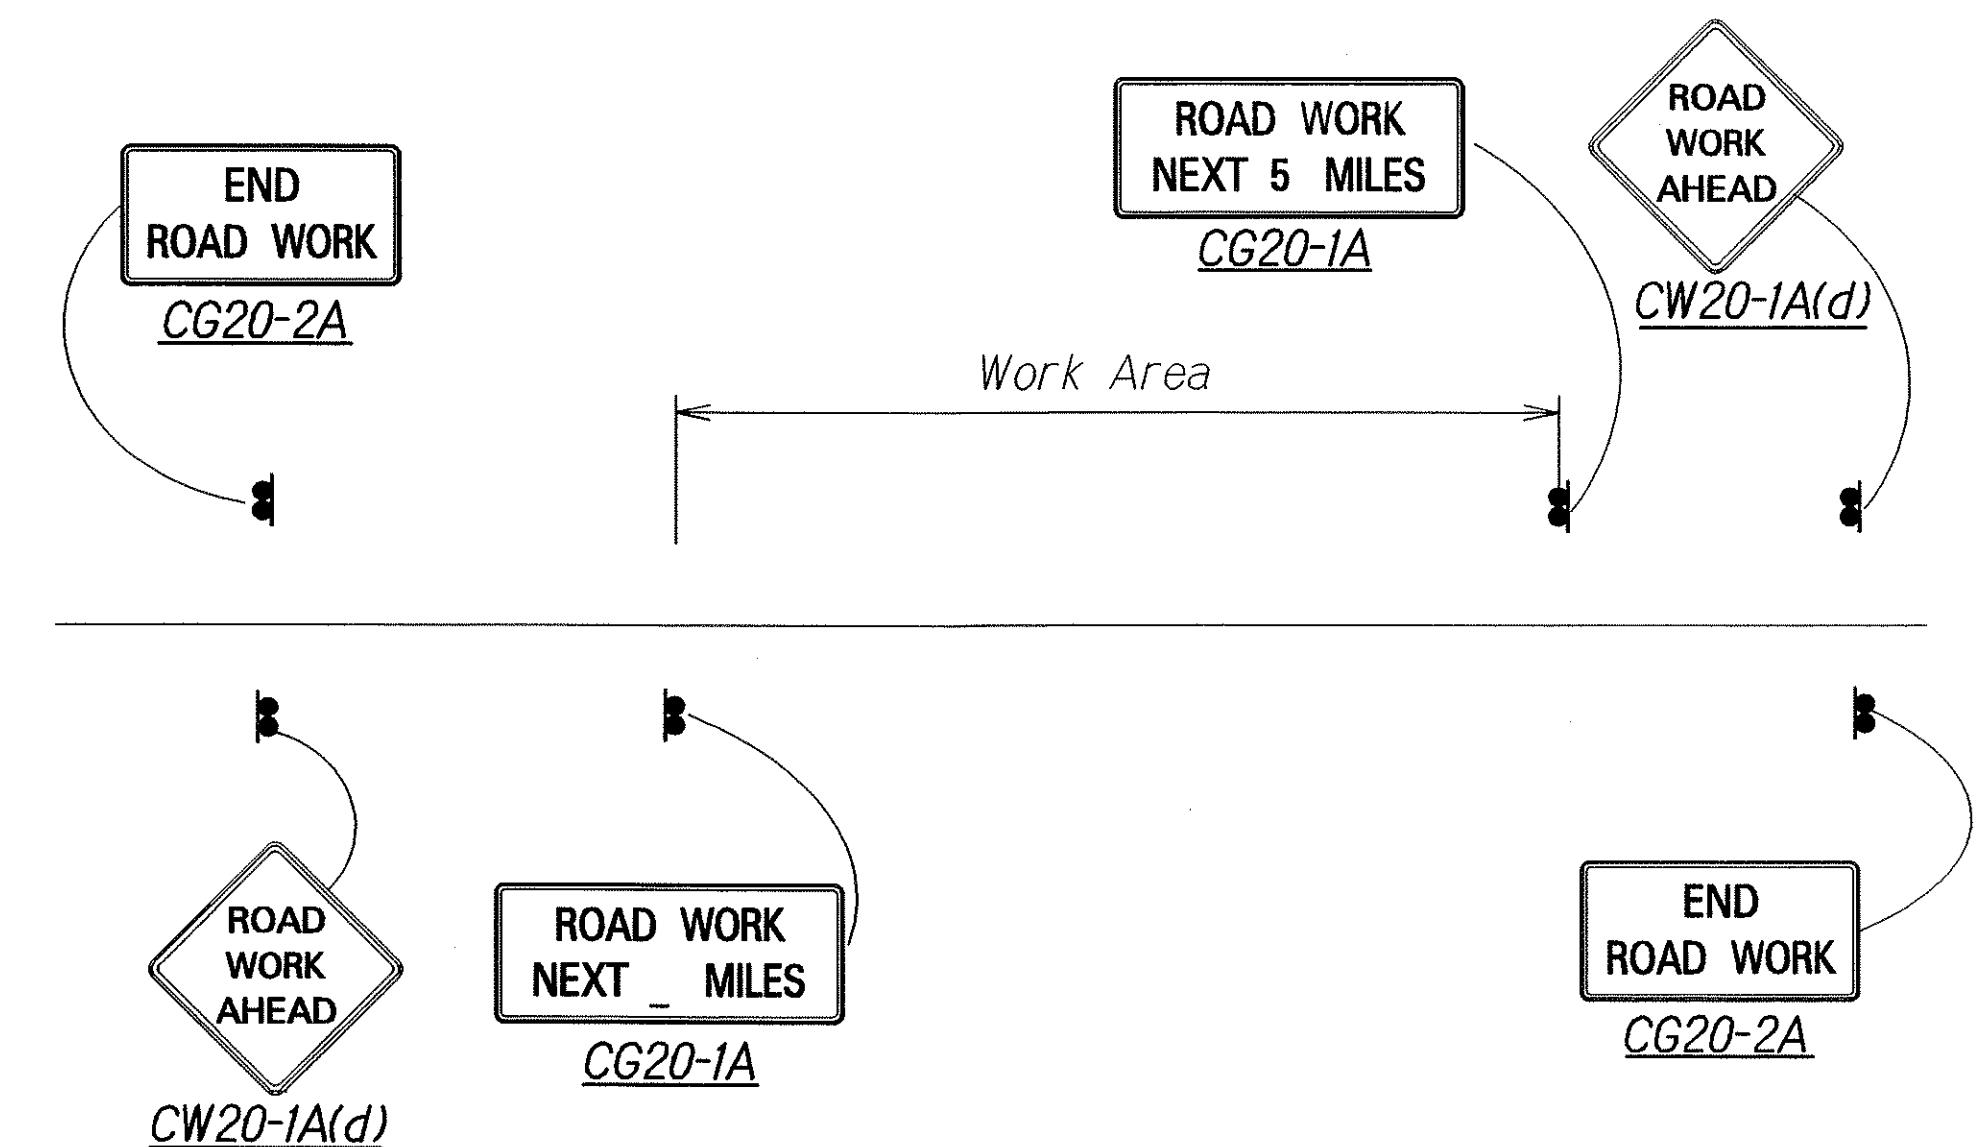 ROAD
WORK
AHEAD
CW20-1A(d)
ROAD WORK
NEXT 5 MILES
CG20-1A
END
ROAD WORK
CG20-2A
Work Area
ROAD
WORK
AHEAD
CW20-1A(d)
ROAD WORK
NEXT _ MILES
CG20-1A
END
ROAD WORK
CG20-2A